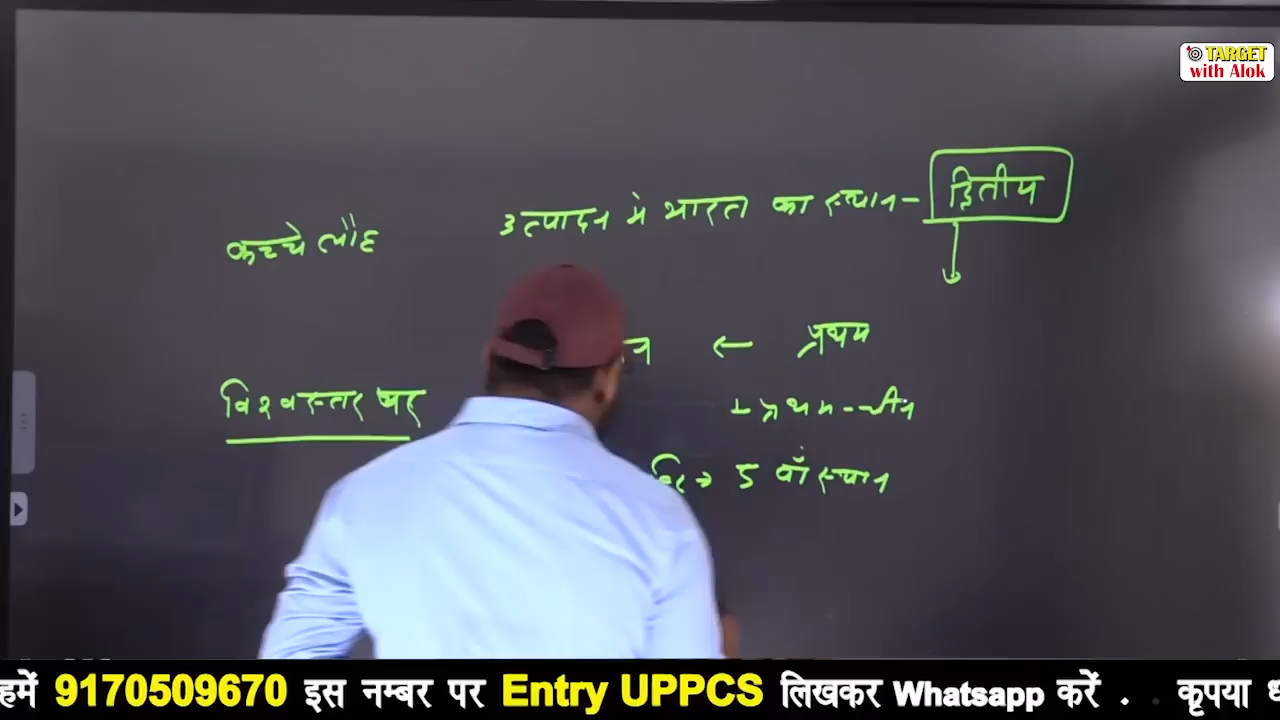 TARGET
with Alok
उत्पादन में भारत का स्थान - द्वितीय
कच्चे लौह
न ← प्रथम
विश्व स्तर पर
प्रथम - चीन
→ 5 वाँ स्थान
हमें 9170509670 इस नम्बर पर Entry UPPCS लिखकर Whatsapp करें . . कृपया